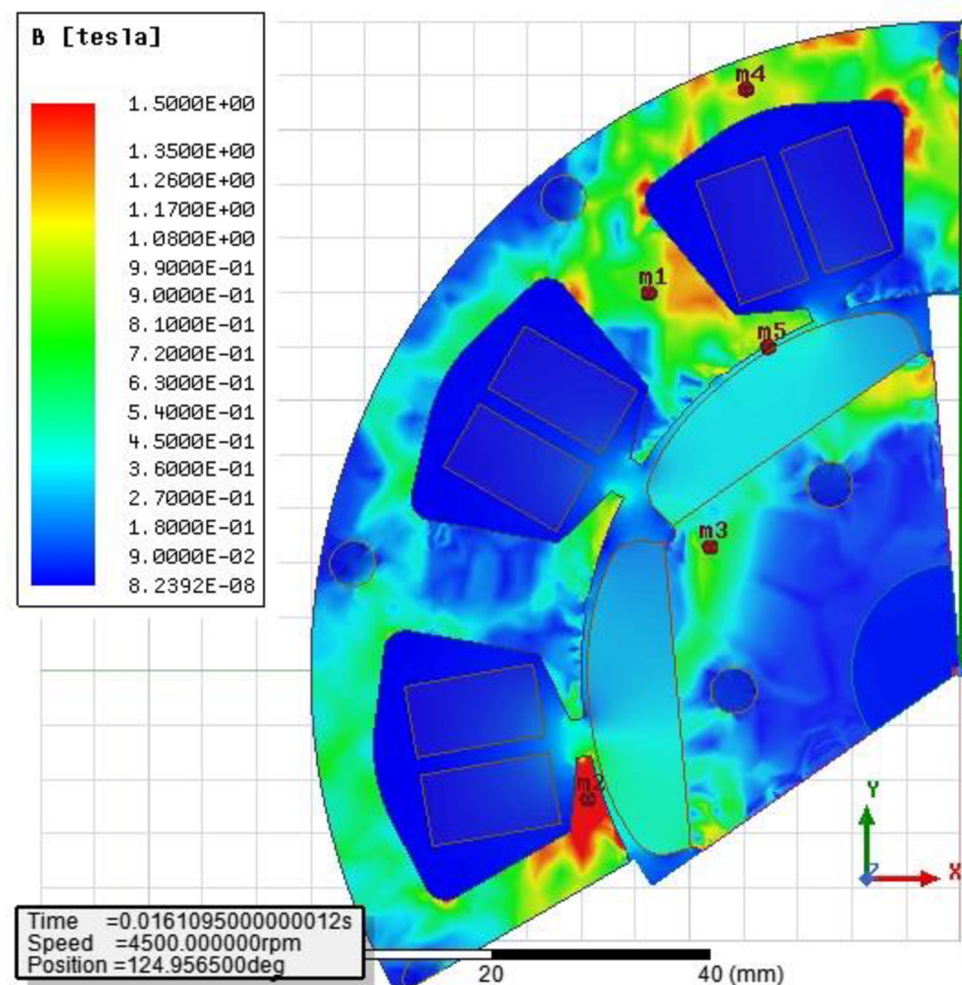 B [tesla]
1.5000E+00
1.3500E+00
1.2600E+00
1.1700E+00
1.0800E+00
9.9000E-01
9.0000E-01
8.1000E-01
7.2000E-01
6.3000E-01
5.4000E-01
4.5000E-01
3.6000E-01
2.7000E-01
1.8000E-01
9.0000E-02
8.2392E-08
m4
m1
m5
m3
m2
Y
Z
X
Time =0.0161095000000012s
Speed =4500.000000rpm
Position =124.956500deg
20
40 (mm)